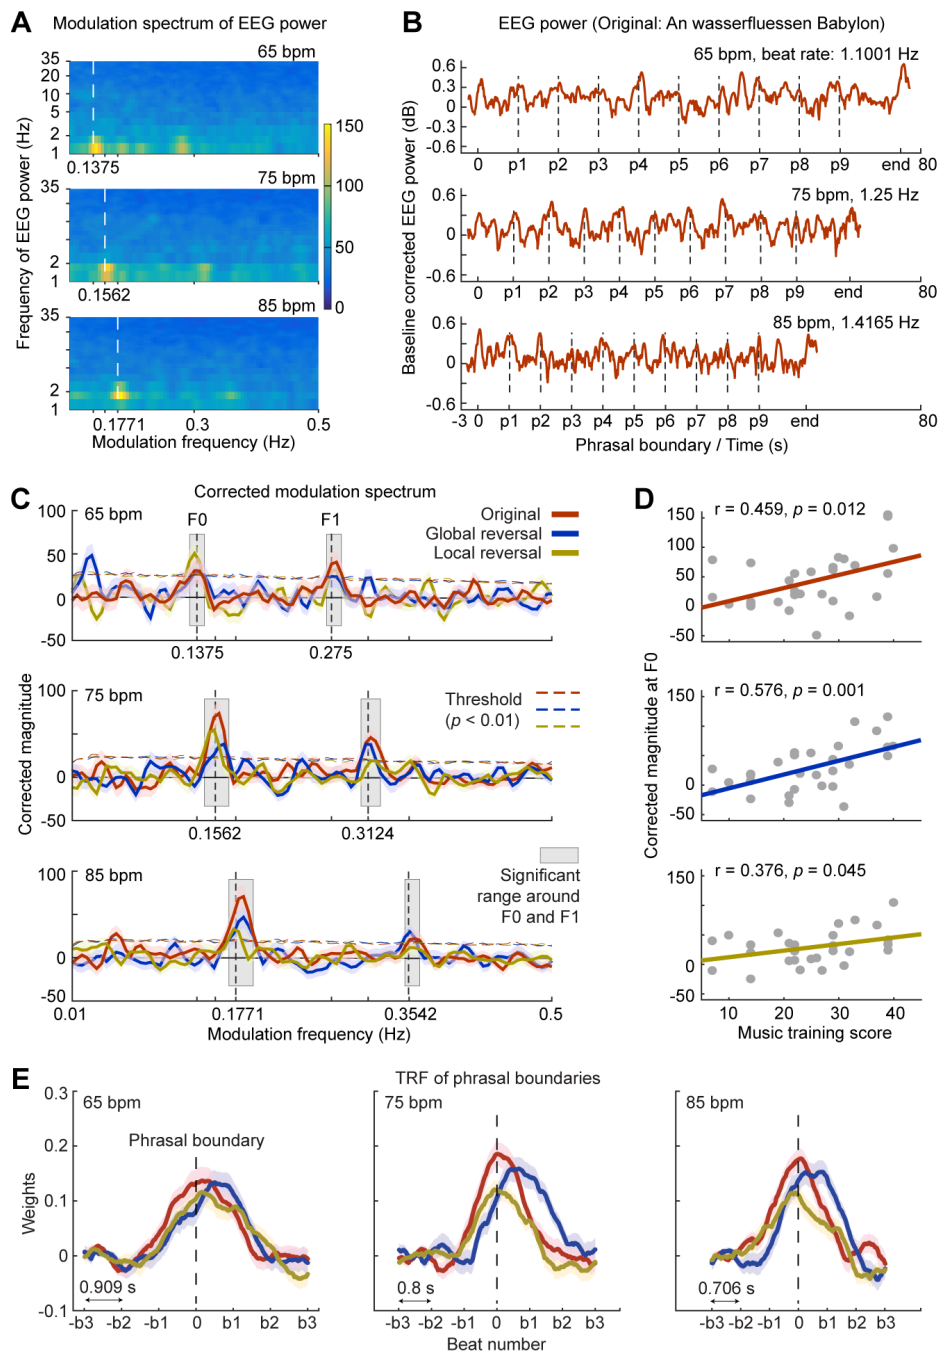 A
Modulation spectrum of EEG power
65 bpm
Frequency of EEG power (Hz)
35
20
10
5
2
1
0.1375
75 bpm
35
2
1
0.1562
85 bpm
35
2
1
0.1771
0.3
0.5
Modulation frequency (Hz)
150
100
50
0
B
EEG power (Original: An wasserfluessen Babylon)
65 bpm, beat rate: 1.1001 Hz
Baseline corrected EEG power (dB)
0.6
0.3
0
-0.3
0 p1 p2 p3 p4 p5 p6 p7 p8 p9 end 80
75 bpm, 1.25 Hz
0.6
0
-0.6
0 p1 p2 p3 p4 p5 p6 p7 p8 p9 end 80
85 bpm, 1.4165 Hz
0.6
0
-0.6
-3 0 p1 p2 p3 p4 p5 p6 p7 p8 p9 end 80
Phrasal boundary / Time (s)
C
Corrected modulation spectrum
65 bpm
F0
F1
Original
Global reversal
Local reversal
100
50
0
-50
0.1375
0.275
75 bpm
Threshold
(p < 0.01)
Corrected magnitude
100
0
-50
0.1562
0.3124
85 bpm
Significant
range around
F0 and F1
100
0
-50
0.01
0.1771
0.3542
0.5
Modulation frequency (Hz)
D
r = 0.459, p = 0.012
150
100
50
0
-50
r = 0.576, p = 0.001
Corrected magnitude at F0
150
0
-50
r = 0.376, p = 0.045
150
0
-50
10 20 30 40
Music training score
E
TRF of phrasal boundaries
65 bpm
Phrasal boundary
Weights
0.3
0.2
0.1
0
-0.1
0.909 s
-b3 -b2 -b1 0 b1 b2 b3
75 bpm
0.8 s
-b3 -b2 -b1 0 b1 b2 b3
85 bpm
0.706 s
-b3 -b2 -b1 0 b1 b2 b3
Beat number